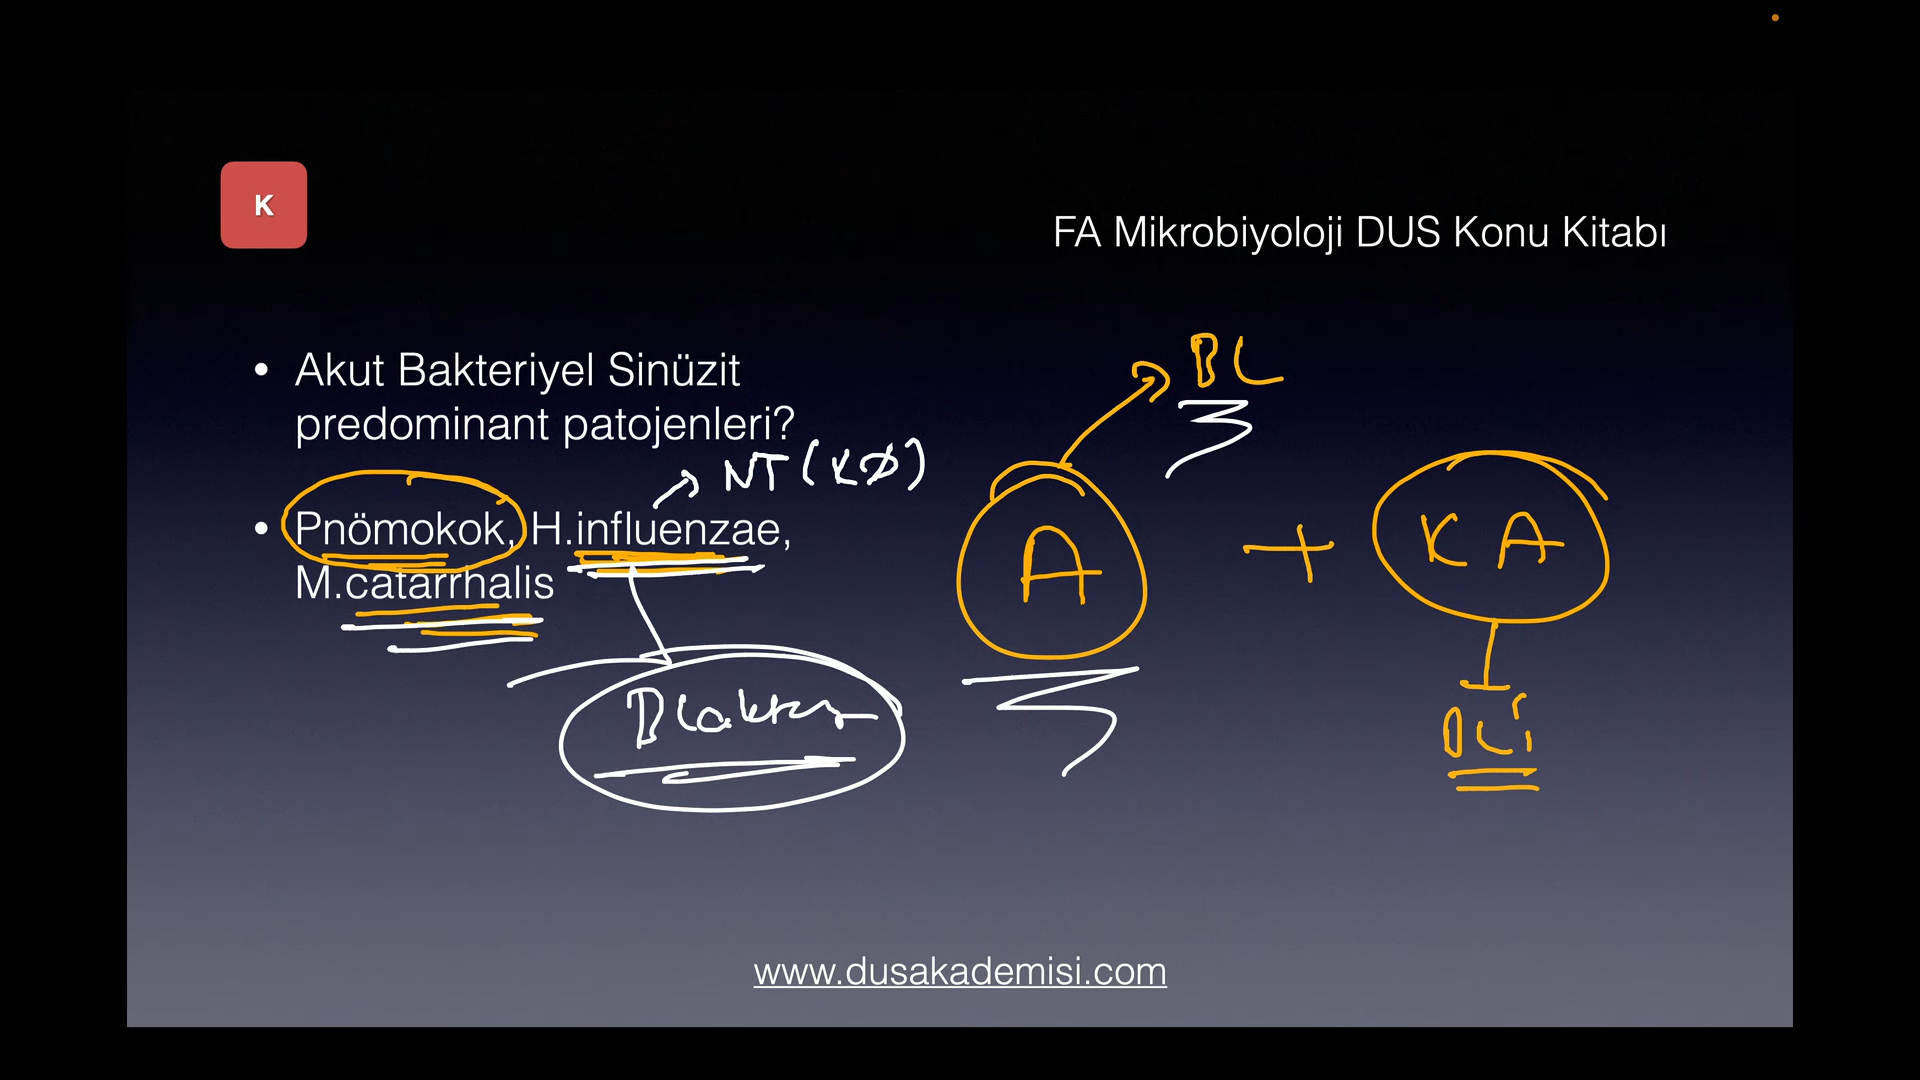 K
FA Mikrobiyoloji DUS Konu Kitabı
• Akut Bakteriyel Sinüzit
predominant patojenleri?
NT (KØ)
• Pnömokok, H.influenzae,
M.catarrhalis
BL
A + KA
BLİ
www.dusakademisi.com